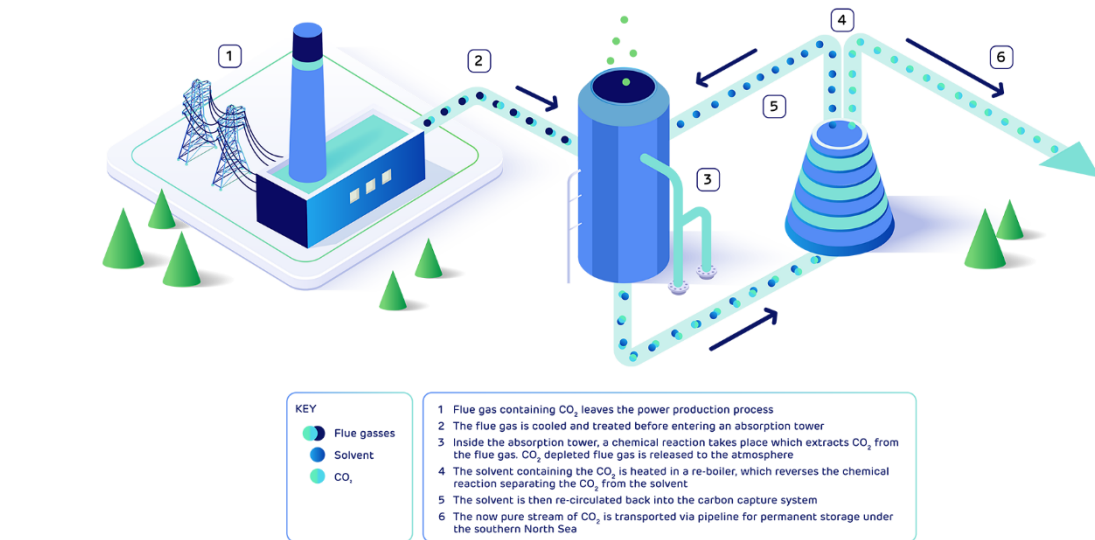 1
2
4
6
5
3
KEY
Flue gasses
Solvent
CO₂
1 Flue gas containing CO₂ leaves the power production process
2 The flue gas is cooled and treated before entering an absorption tower
3 Inside the absorption tower, a chemical reaction takes place which extracts CO₂ from
the flue gas. CO₂ depleted flue gas is released to the atmosphere
4 The solvent containing the CO₂ is heated in a re-boiler, which reverses the chemical
reaction separating the CO₂ from the solvent
5 The solvent is then re-circulated back into the carbon capture system
6 The now pure stream of CO₂ is transported via pipeline for permanent storage under
the southern North Sea